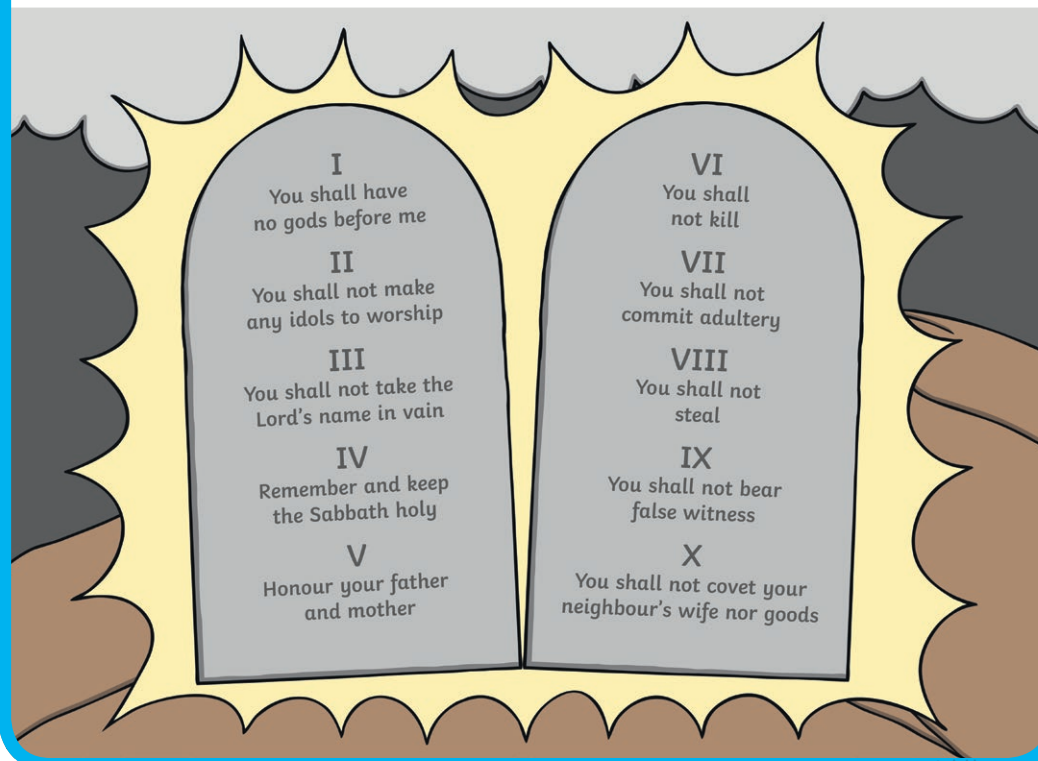 I
You shall have
no gods before me
II
You shall not make
any idols to worship
III
You shall not take the
Lord's name in vain
IV
Remember and keep
the Sabbath holy
V
Honour your father
and mother
VI
You shall
not kill
VII
You shall not
commit adultery
VIII
You shall not
steal
IX
You shall not bear
false witness
X
You shall not covet your
neighbour's wife nor goods